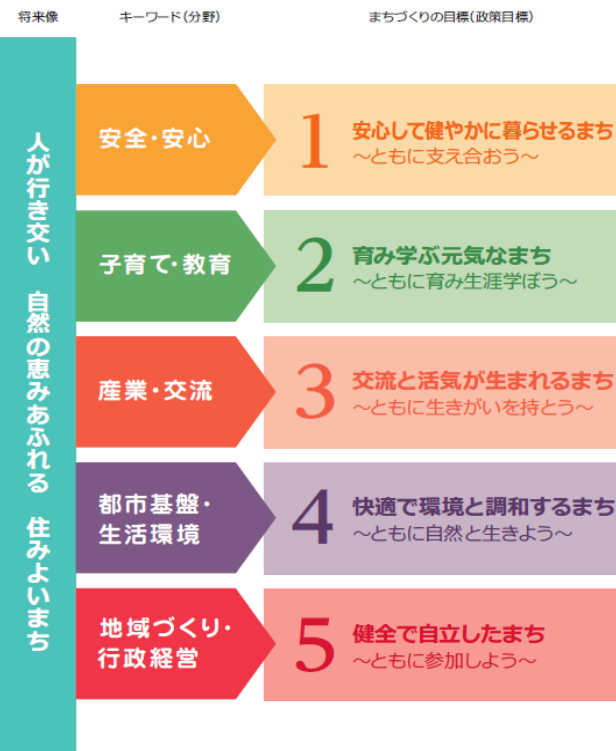 将来像
キーワード(分野)
まちづくりの目標(政策目標)
人が行き交い　自然の恵みあふれる　住みよいまち
安全・安心
1
安心して健やかに暮らせるまち
～ともに支え合おう～
子育て・教育
2
育み学ぶ元気なまち
～ともに育み生涯学ぼう～
産業・交流
3
交流と活気が生まれるまち
～ともに生きがいを持とう～
都市基盤・
生活環境
4
快適で環境と調和するまち
～ともに自然と生きよう～
地域づくり・
行政経営
5
健全で自立したまち
～ともに参加しよう～